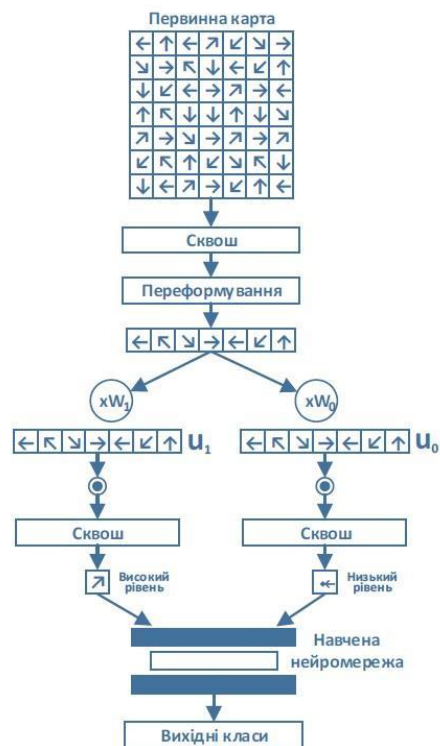 Первинна карта
Сквош
Переформування
xW₁
xW₀
u₁
u₀
Сквош
Сквош
Високий
рівень
Низький
рівень
Навчена
нейромережа
Вихідні класи